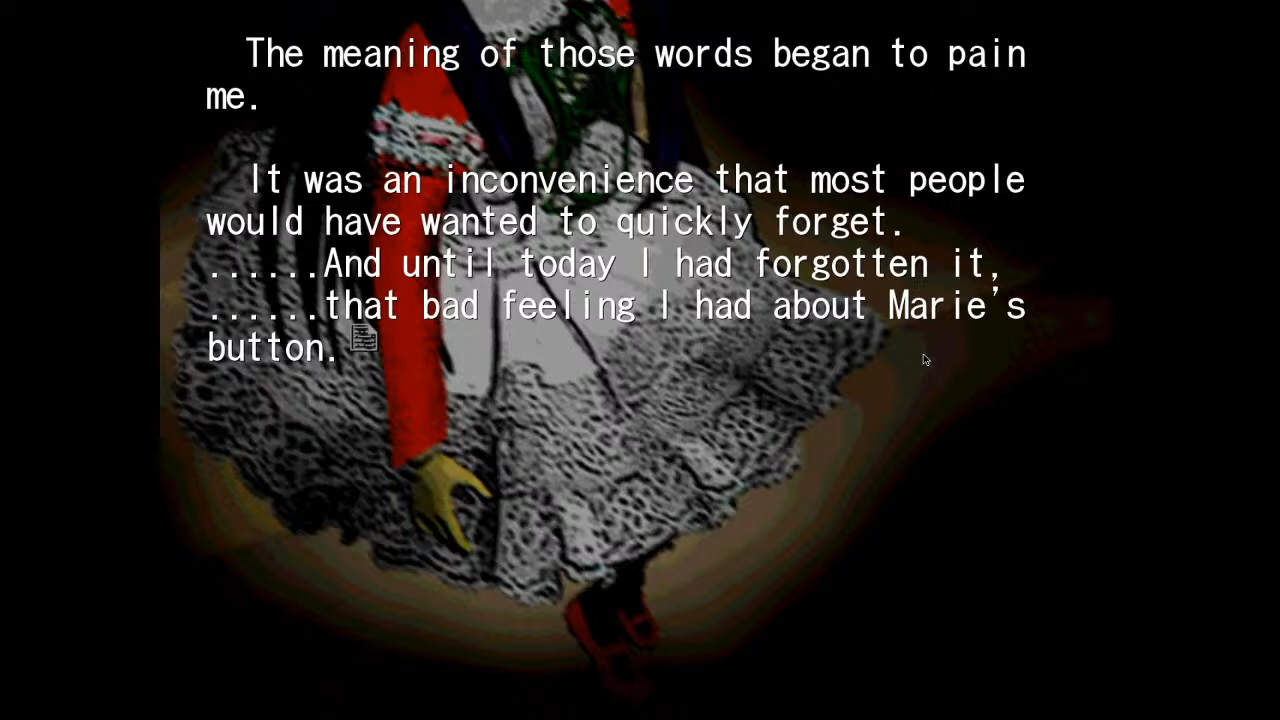 The meaning of those words began to pain
me.
It was an inconvenience that most people
would have wanted to quickly forget.
......And until today I had forgotten it,
......that bad feeling I had about Marie's
button.